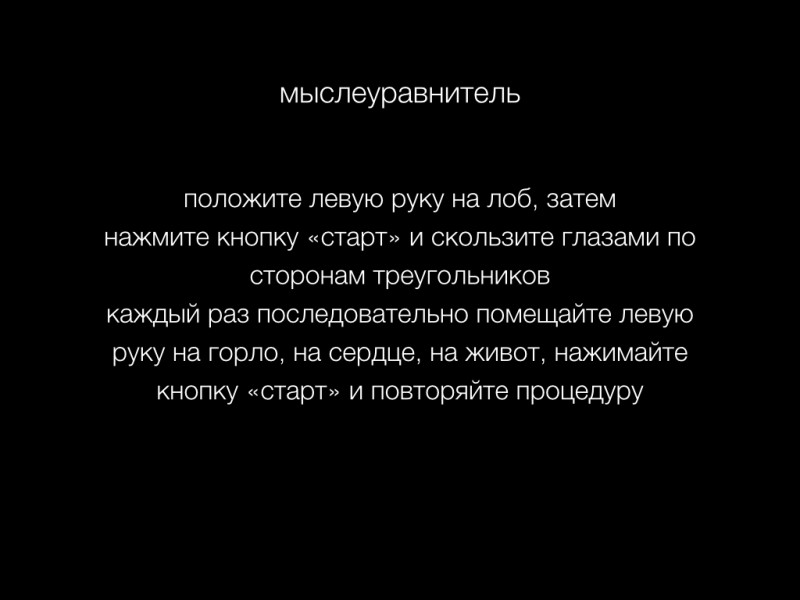 мыслеуравнитель
положите левую руку на лоб, затем
нажмите кнопку «старт» и скользите глазами по
сторонам треугольников
каждый раз последовательно помещайте левую
руку на горло, на сердце, на живот, нажимайте
кнопку «старт» и повторяйте процедуру